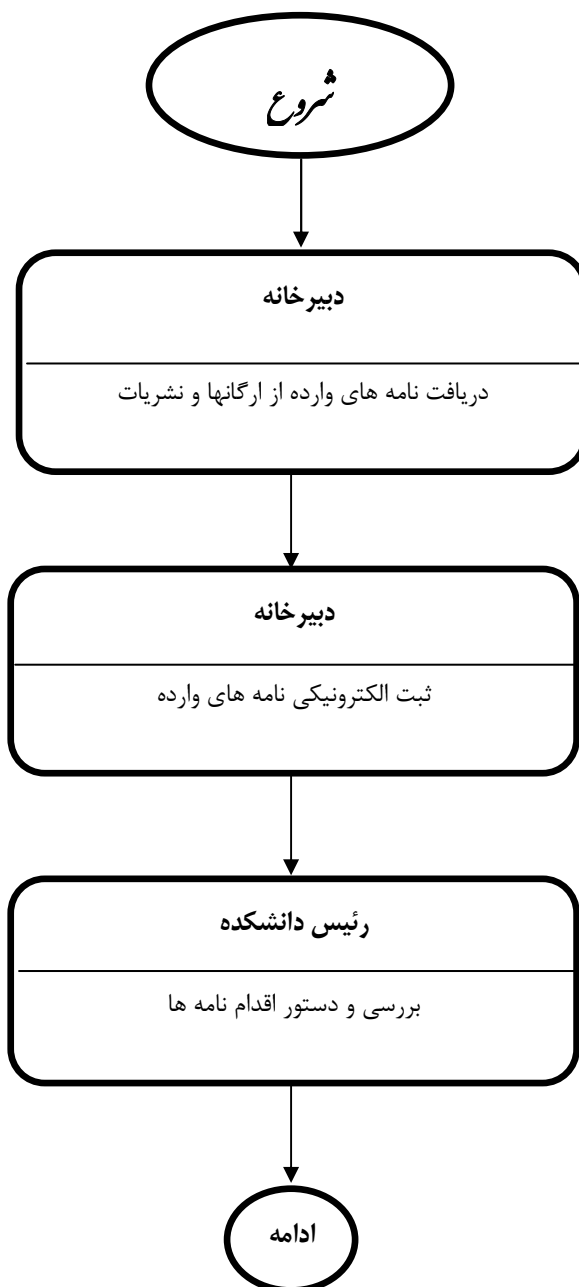 شروع
دبیرخانه
دریافت نامه های وارده از ارگانها و نشریات
دبیرخانه
ثبت الکترونیکی نامه های وارده
رئیس دانشکده
بررسی و دستور اقدام نامه ها
ادامه